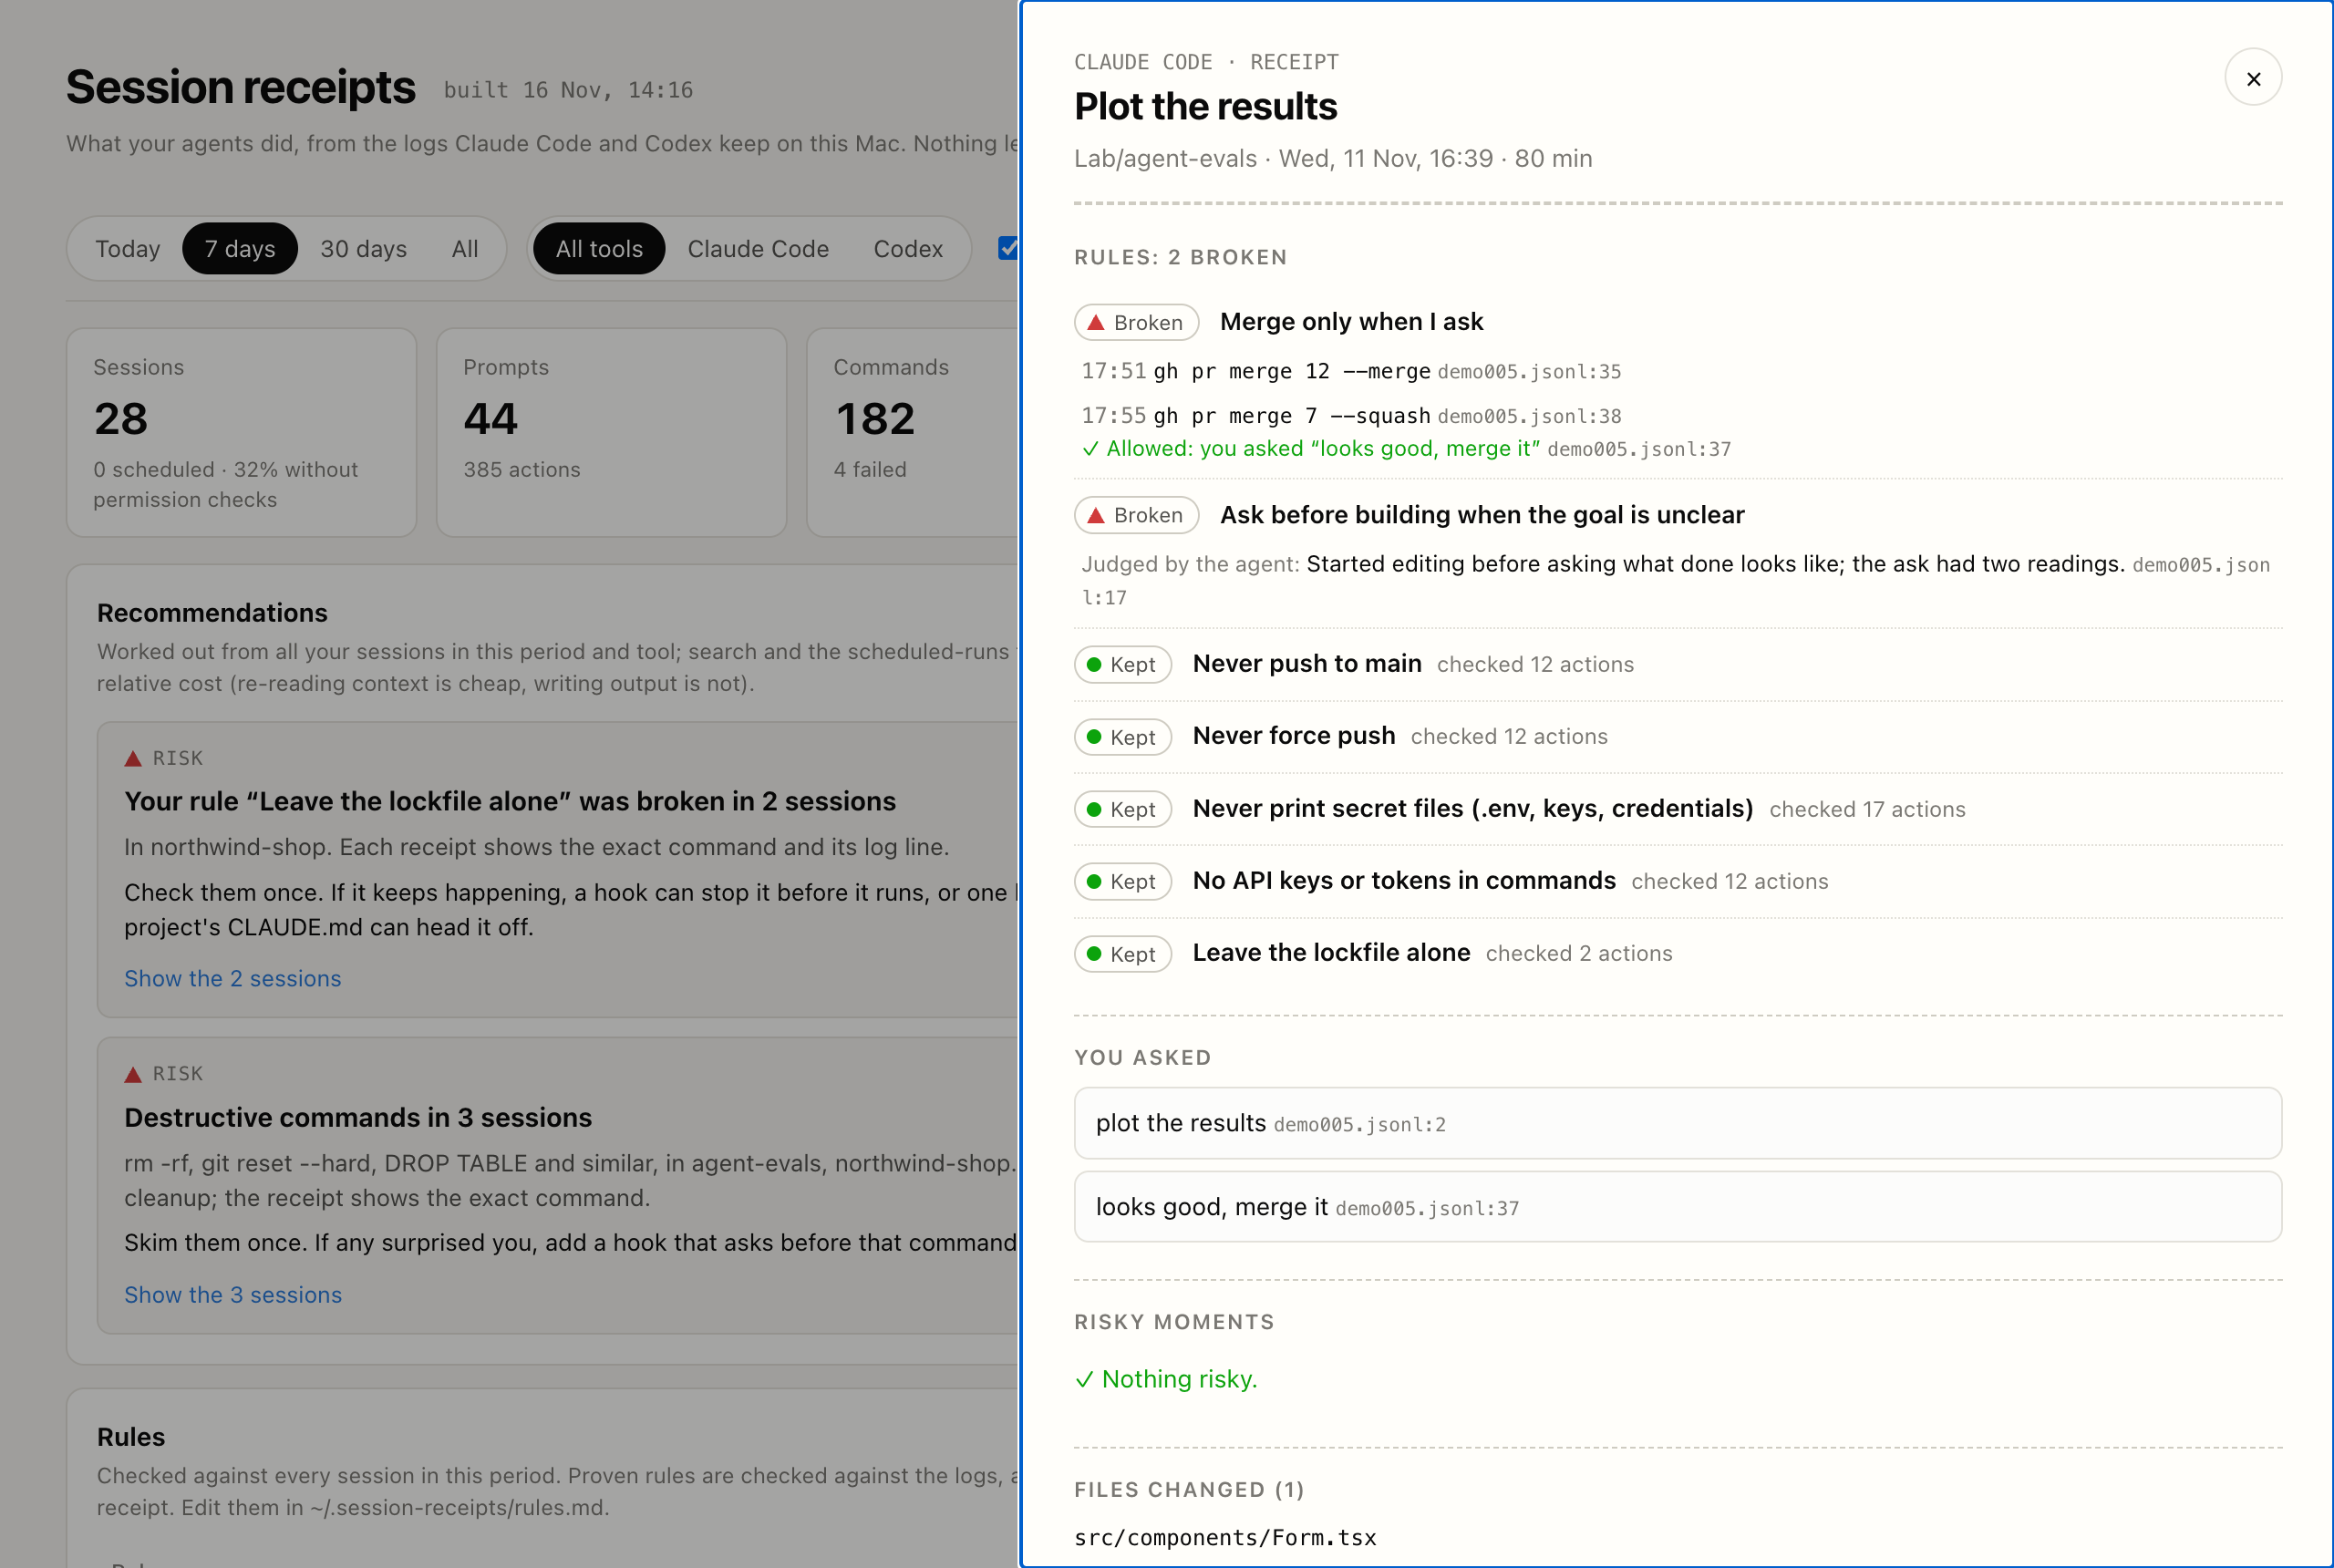 Session receipts built 16 Nov, 14:16
What your agents did, from the logs Claude Code and Codex keep on this Mac. Nothing
Today 7 days 30 days All All tools Claude Code Codex
Sessions
28
0 scheduled · 32% without
permission checks
Prompts
44
385 actions
Commands
182
4 failed
Recommendations
Worked out from all your sessions in this period and tool; search and the scheduled-runs
relative cost (re-reading context is cheap, writing output is not).
RISK
Your rule “Leave the lockfile alone” was broken in 2 sessions
In northwind-shop. Each receipt shows the exact command and its log line.
Check them once. If it keeps happening, a hook can stop it before it runs, or one
project's CLAUDE.md can head it off.
Show the 2 sessions
RISK
Destructive commands in 3 sessions
rm -rf, git reset --hard, DROP TABLE and similar, in agent-evals, northwind-shop.
cleanup; the receipt shows the exact command.
Skim them once. If any surprised you, add a hook that asks before that command
Show the 3 sessions
Rules
Checked against every session in this period. Proven rules are checked against the logs,
receipt. Edit them in ~/.session-receipts/rules.md.
CLAUDE CODE · RECEIPT
Plot the results
Lab/agent-evals · Wed, 11 Nov, 16:39 · 80 min
×
RULES: 2 BROKEN
Broken Merge only when I ask
17:51 gh pr merge 12 --merge demo005.jsonl:35
17:55 gh pr merge 7 --squash demo005.jsonl:38
✓ Allowed: you asked “looks good, merge it” demo005.jsonl:37
Broken Ask before building when the goal is unclear
Judged by the agent: Started editing before asking what done looks like; the ask had two readings. demo005.json
l:17
Kept Never push to main checked 12 actions
Kept Never force push checked 12 actions
Kept Never print secret files (.env, keys, credentials) checked 17 actions
Kept No API keys or tokens in commands checked 12 actions
Kept Leave the lockfile alone checked 2 actions
YOU ASKED
plot the results demo005.jsonl:2
looks good, merge it demo005.jsonl:37
RISKY MOMENTS
✓ Nothing risky.
FILES CHANGED (1)
src/components/Form.tsx